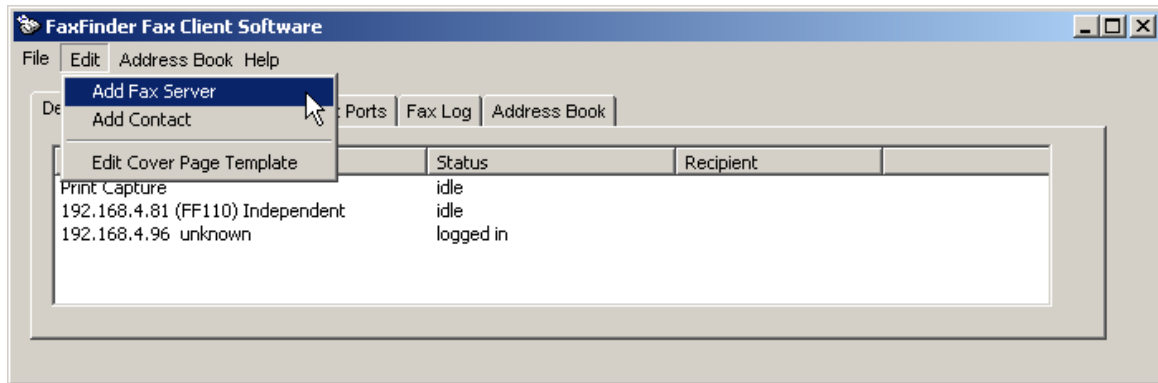 FaxFinder Fax Client Software
File Edit Address Book Help
Add Fax Server
Add Contact
Edit Cover Page Template
Ports Fax Log Address Book
Status Recipient
Print Capture idle
192.168.4.81 (FF110) Independent idle
192.168.4.96 unknown logged in